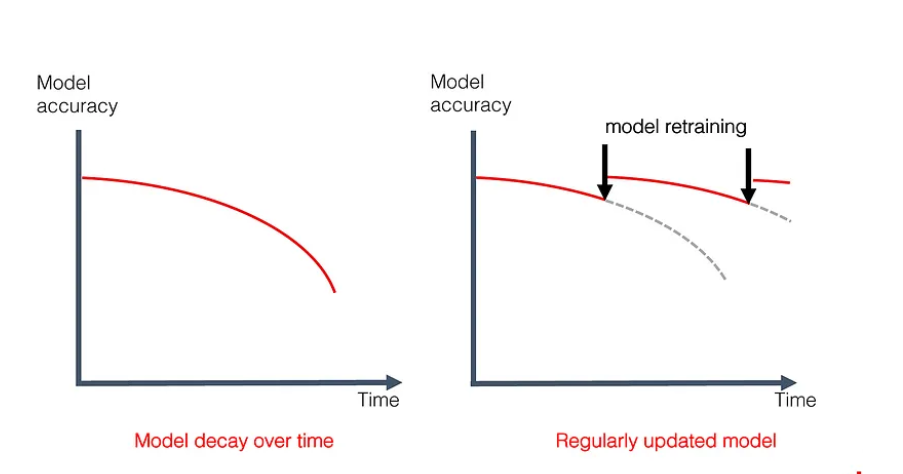 Model
accuracy
Time
Model decay over time
Model
accuracy
model retraining
Time
Regularly updated model